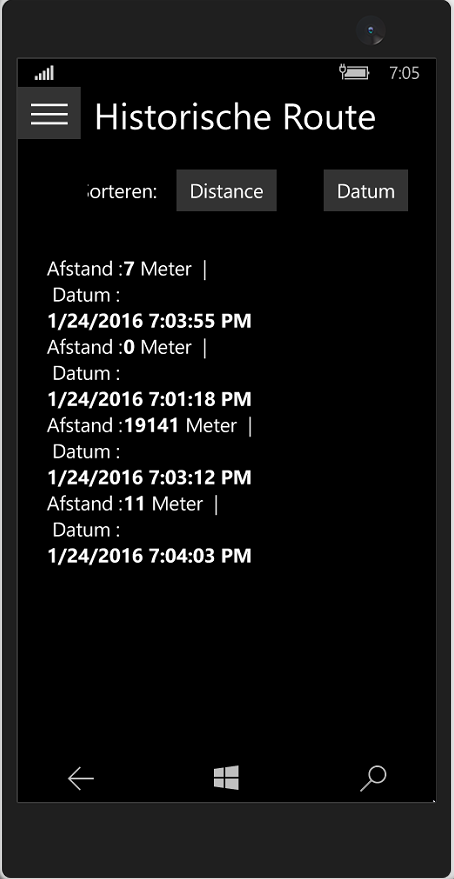 7:05
Historische Route
orteren:
Distance
Datum
Afstand :7 Meter |
Datum :
1/24/2016 7:03:55 PM
Afstand :0 Meter |
Datum :
1/24/2016 7:01:18 PM
Afstand :19141 Meter |
Datum :
1/24/2016 7:03:12 PM
Afstand :11 Meter |
Datum :
1/24/2016 7:04:03 PM